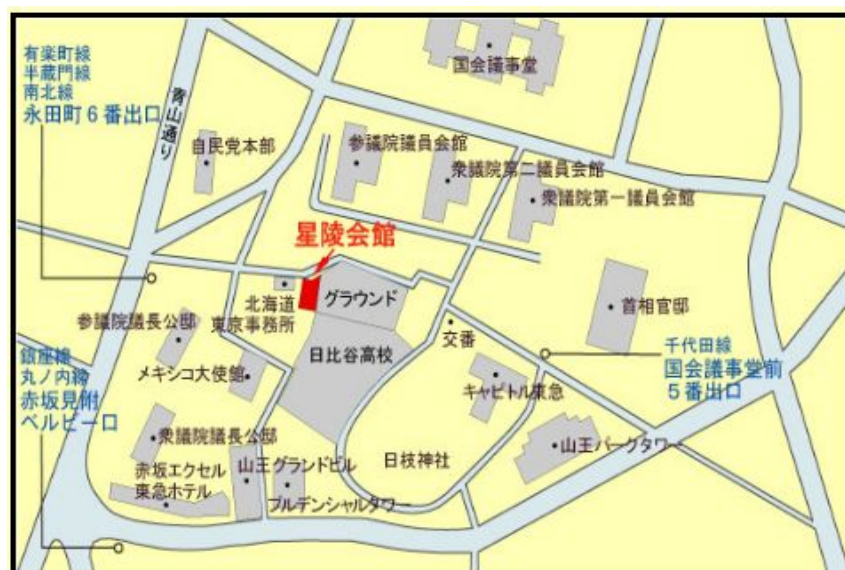 国会議事堂
有楽町線
半蔵門線
南北線
永田町6番出口
青山通り
自民党本部
参議院議員会館
衆議院第二議員会館
衆議院第一議員会館
星陵会館
グラウンド
北海道
東京事務所
参議院議長公邸
首相官邸
交番
千代田線
国会議事堂前
5番出口
銀座線
丸ノ内線
赤坂見附
ベルビー口
メキシコ大使館
日比谷高校
キャピトル東急
衆議院議長公邸
山王パークタワー
日枝神社
赤坂エクセル
東急ホテル
山王グランドビル
プルデンシャルタワー